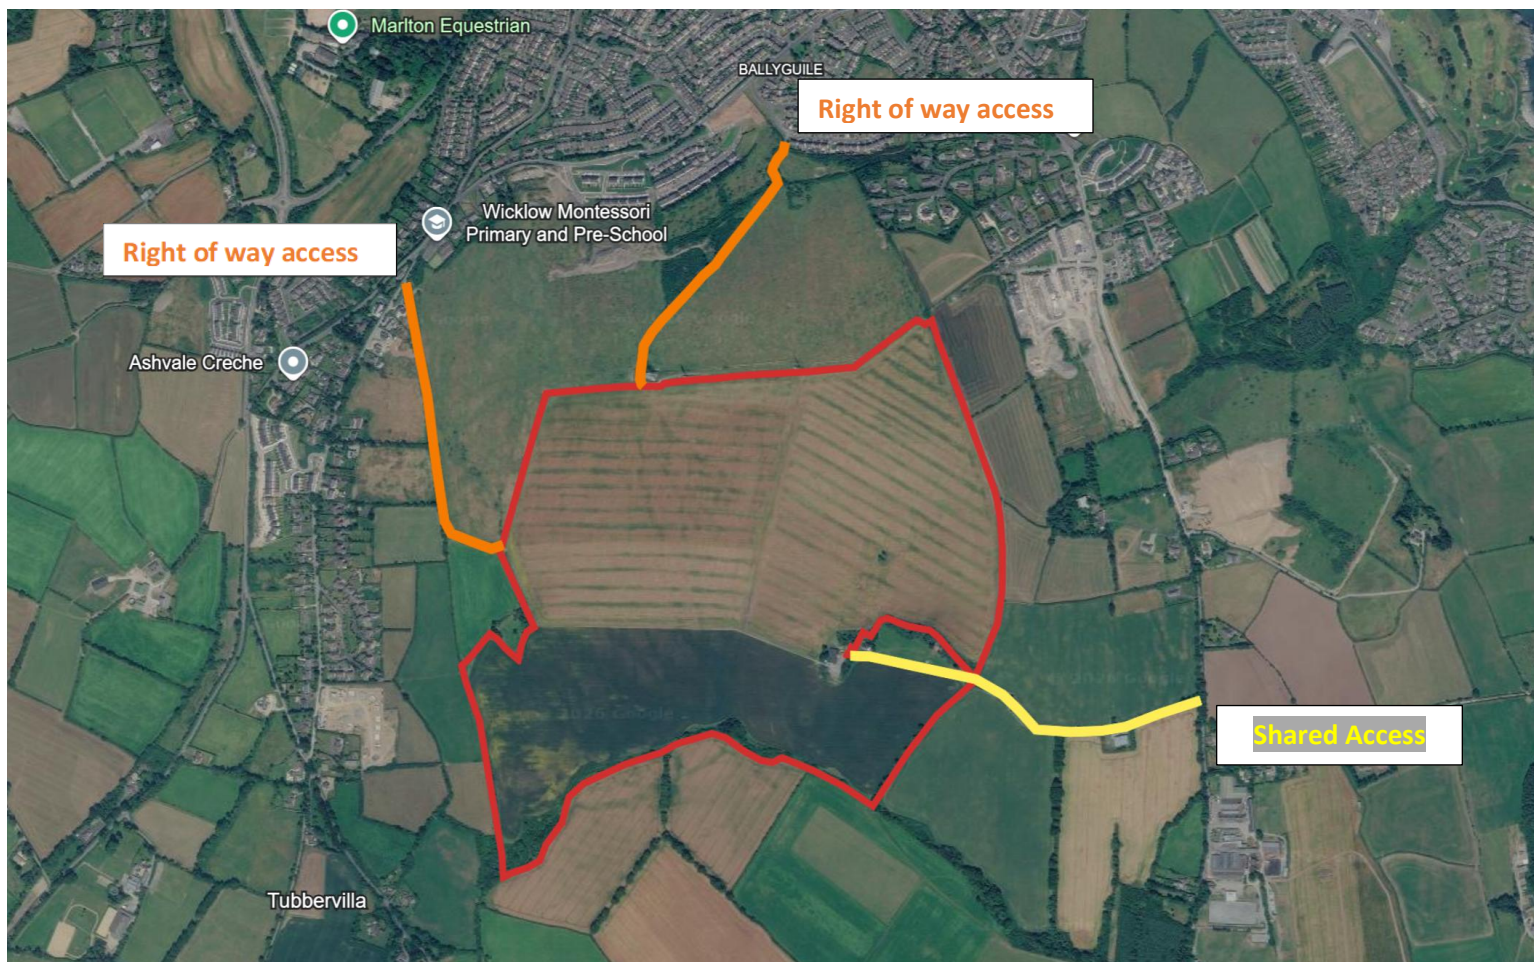 Marlton Equestrian
BALLYGUILE
Right of way access
Wicklow Montessori
Primary and Pre-School
Right of way access
Ashvale Creche
Shared Access
Tubbervilla